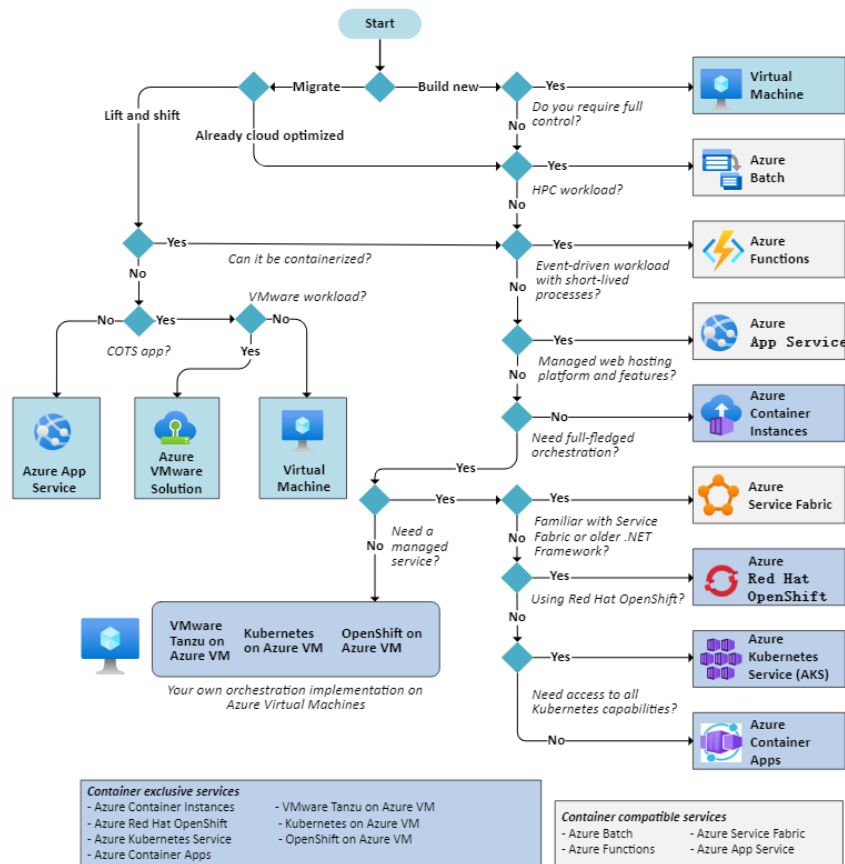 Start
Migrate
Build new
Yes
Virtual
Machine
Lift and shift
Do you require full
control?
Already cloud optimized
No
Yes
Azure
Batch
HPC workload?
No
Yes
Can it be containerized?
Yes
Azure
Functions
No
Event-driven workload
with short-lived
processes?
VMware workload?
No
No
Yes
No
COTS app?
Yes
Yes
Azure
App Service
Managed web hosting
platform and features?
No
Azure App
Service
Azure
VMware
Solution
Virtual
Machine
No
Azure
Container
Instances
Need full-fledged
orchestration?
Yes
Yes
Yes
Azure
Service Fabric
Need a
managed
service?
No
Familiar with Service
Fabric or older .NET
Framework?
No
Yes
Azure
Red Hat
OpenShift
Using Red Hat OpenShift?
No
VMware
Tanzu on
Azure VM
Kubernetes
on Azure VM
OpenShift on
Azure VM
Your own orchestration implementation on
Azure Virtual Machines
Yes
Azure
Kubernetes
Service (AKS)
Need access to all
Kubernetes capabilities?
No
Azure
Container
Apps
Container exclusive services
- Azure Container Instances
- Azure Red Hat OpenShift
- Azure Kubernetes Service
- Azure Container Apps
- VMware Tanzu on Azure VM
- Kubernetes on Azure VM
- OpenShift on Azure VM
Container compatible services
- Azure Batch
- Azure Functions
- Azure Service Fabric
- Azure App Service